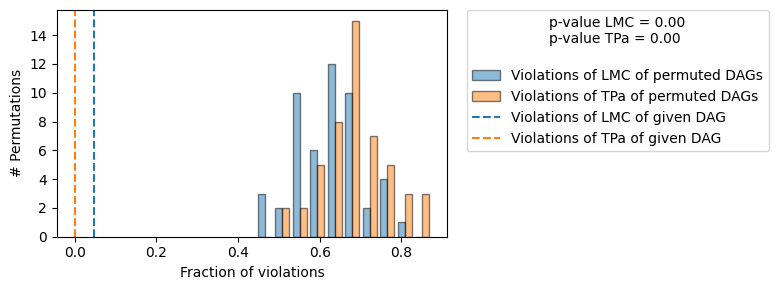 14
12
10
8
6
4
2
0
# Permutations
0.0 0.2 0.4 0.6 0.8
Fraction of violations
p-value LMC = 0.00
p-value TPa = 0.00
Violations of LMC of permuted DAGs
Violations of TPa of permuted DAGs
Violations of LMC of given DAG
Violations of TPa of given DAG